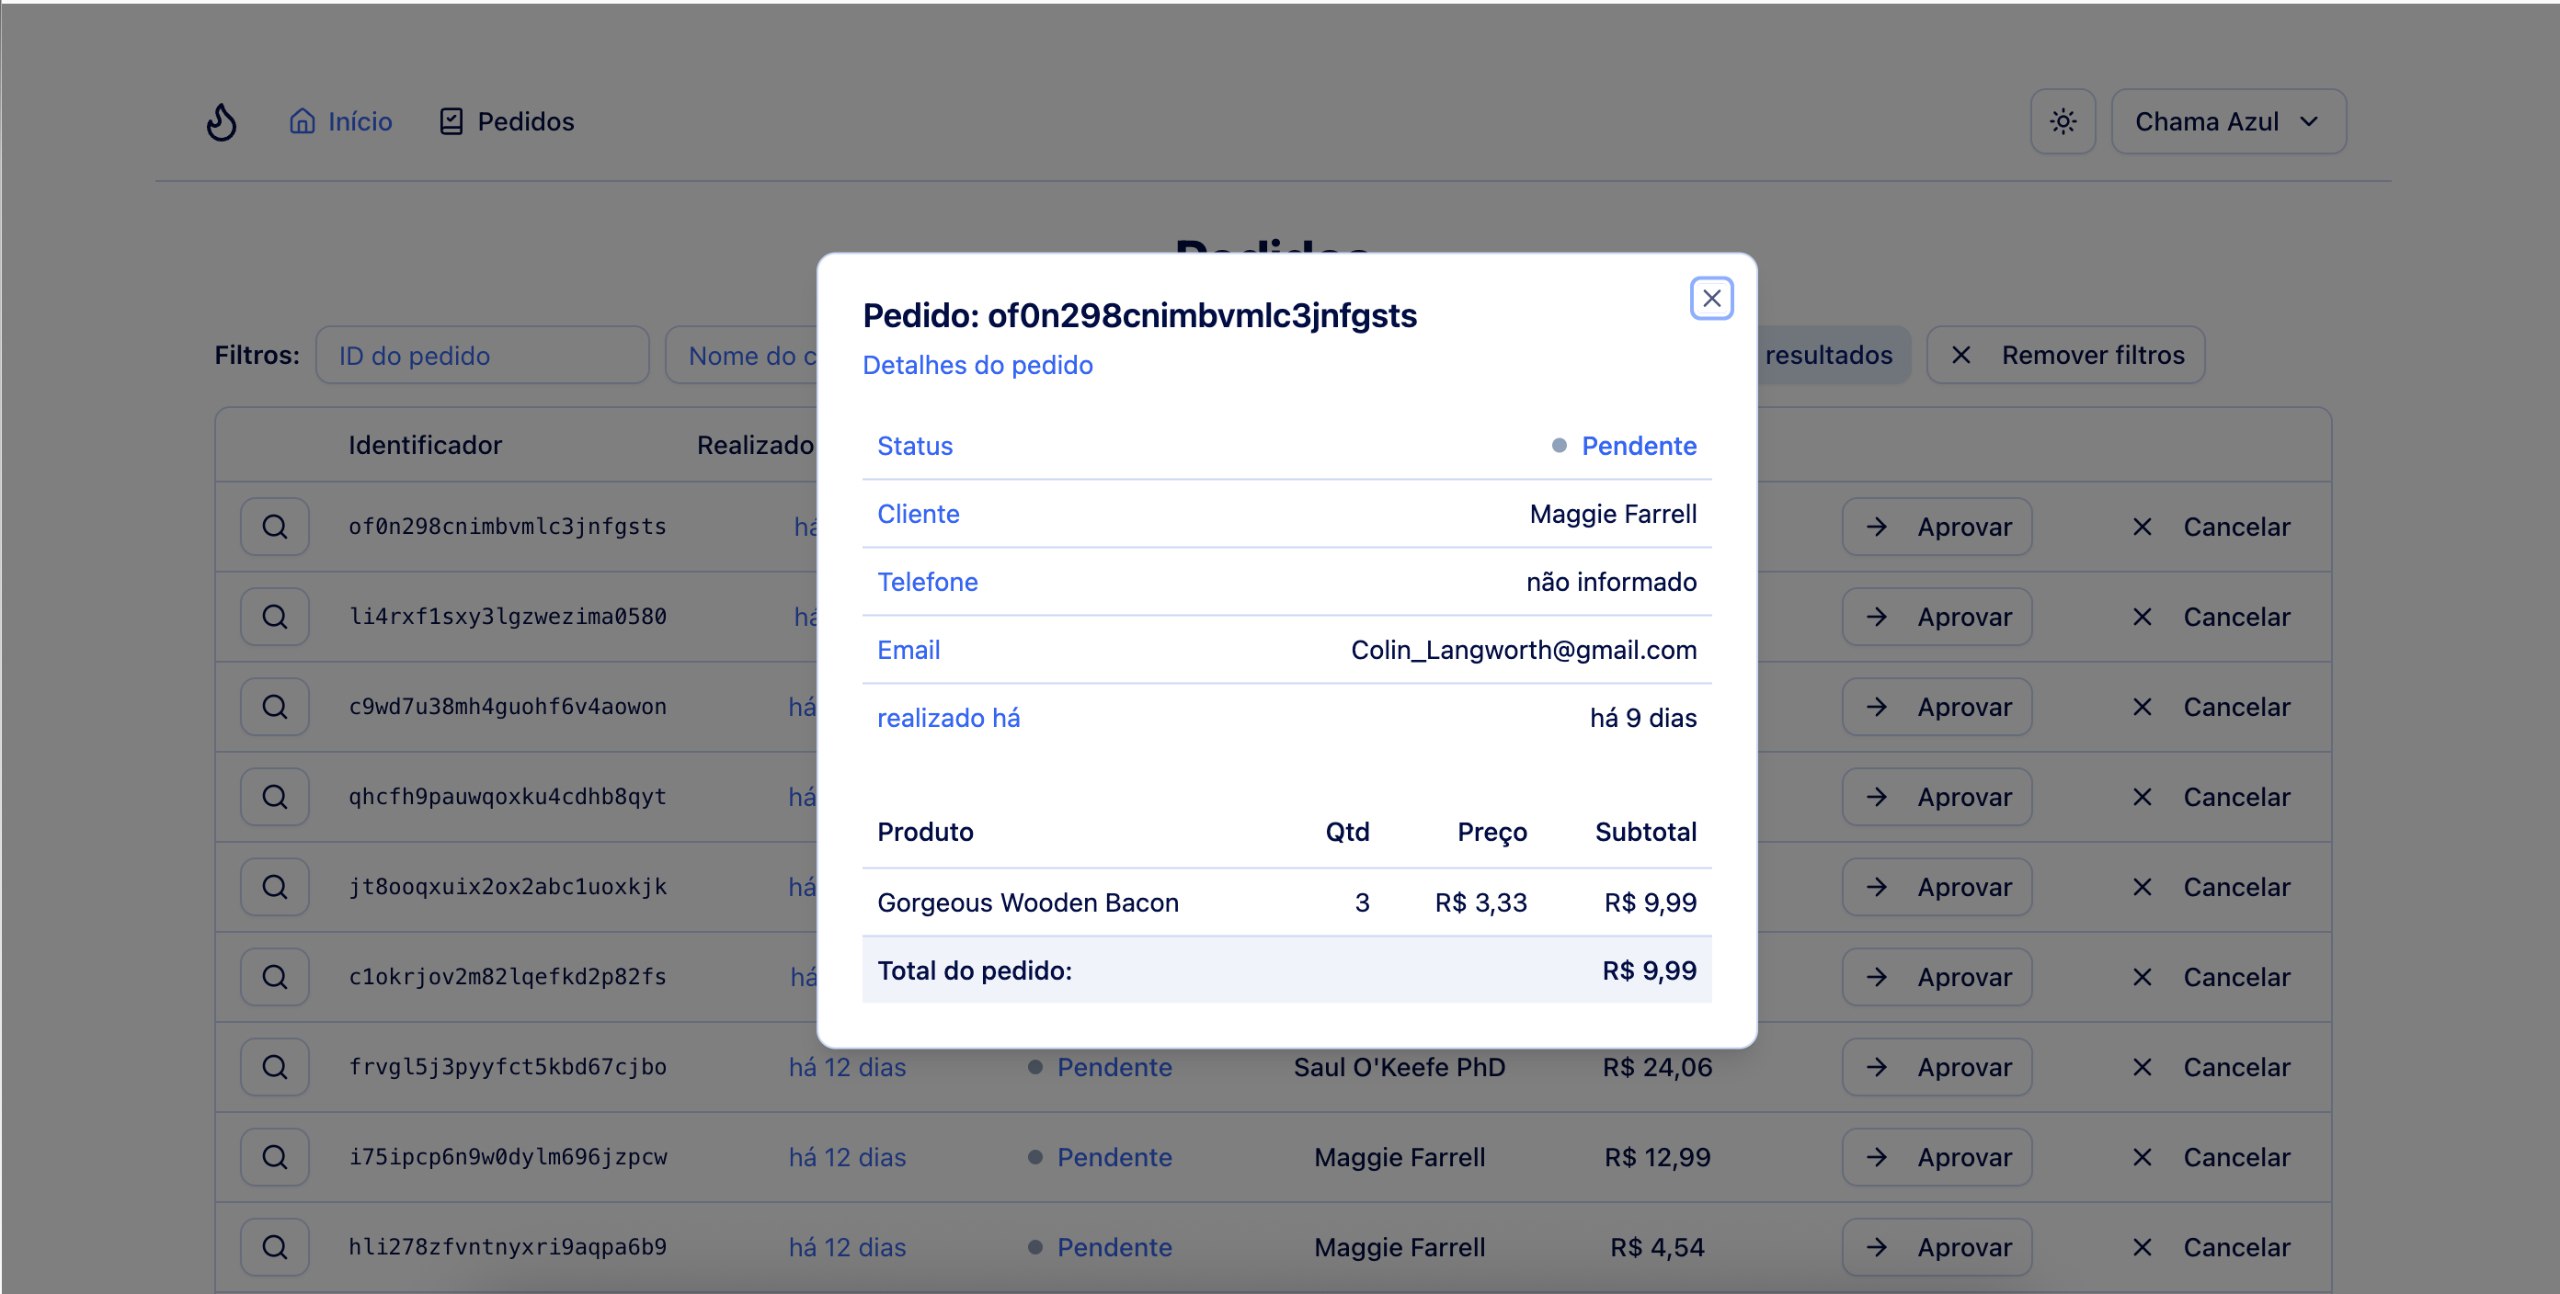 Início Pedidos Chama Azul
Pedido: of0n298cnimbvmlc3jnfgsts
Detalhes do pedido
Status Pendente
Cliente Maggie Farrell
Telefone não informado
Email Colin_Langworth@gmail.com
realizado há há 9 dias
Produto Qtd Preço Subtotal
Gorgeous Wooden Bacon 3 R$ 3,33 R$ 9,99
Total do pedido: R$ 9,99
Filtros: ID do pedido Nome do resultados Remover filtros
Identificador Realizado
of0n298cnimbvmlc3jnfgsts há Aprovar Cancelar
li4rxf1sxy3lgzwezima0580 há Aprovar Cancelar
c9wd7u38mh4guohf6v4aowon há Aprovar Cancelar
qhcfh9pauwqoxku4cdhb8qyt há Aprovar Cancelar
jt8ooqxuix2ox2abc1uoxkjk há Aprovar Cancelar
c1okrjov2m82lqefkd2p82fs há Aprovar Cancelar
frvgl5j3pyyfct5kbd67cjbo há 12 dias Pendente Saul O'Keefe PhD R$ 24,06 Aprovar Cancelar
i75ipcp6n9w0dylm696jzpcw há 12 dias Pendente Maggie Farrell R$ 12,99 Aprovar Cancelar
hli278zfvntnyxri9aqpa6b9 há 12 dias Pendente Maggie Farrell R$ 4,54 Aprovar Cancelar